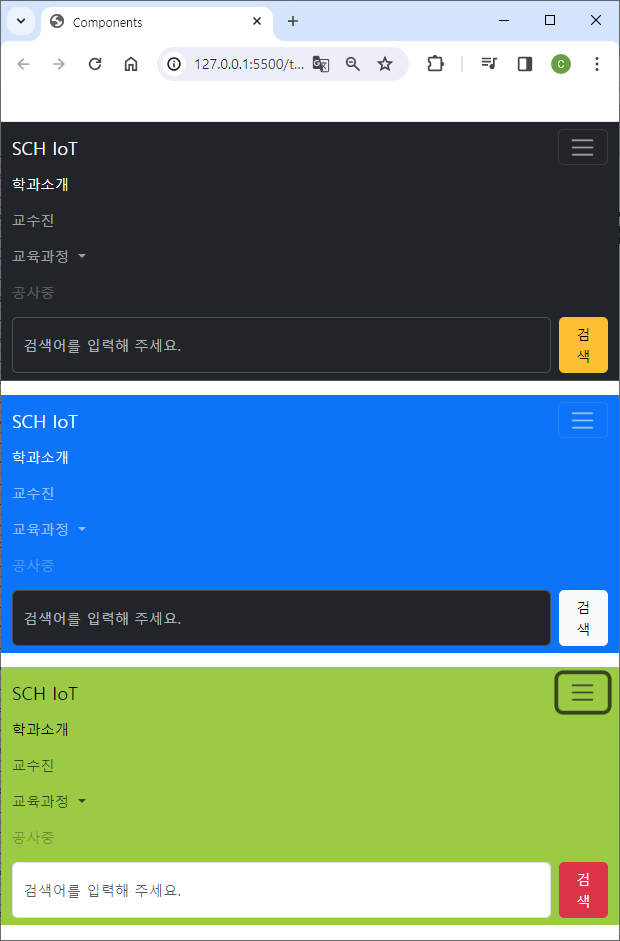 Components
127.0.0.1:5500/t...
C
SCH IoT
학과소개
교수진
교육과정
공사중
검색어를 입력해 주세요.
검
색
SCH IoT
학과소개
교수진
교육과정
공사중
검색어를 입력해 주세요.
검
색
SCH IoT
학과소개
교수진
교육과정
공사중
검색어를 입력해 주세요.
검
색